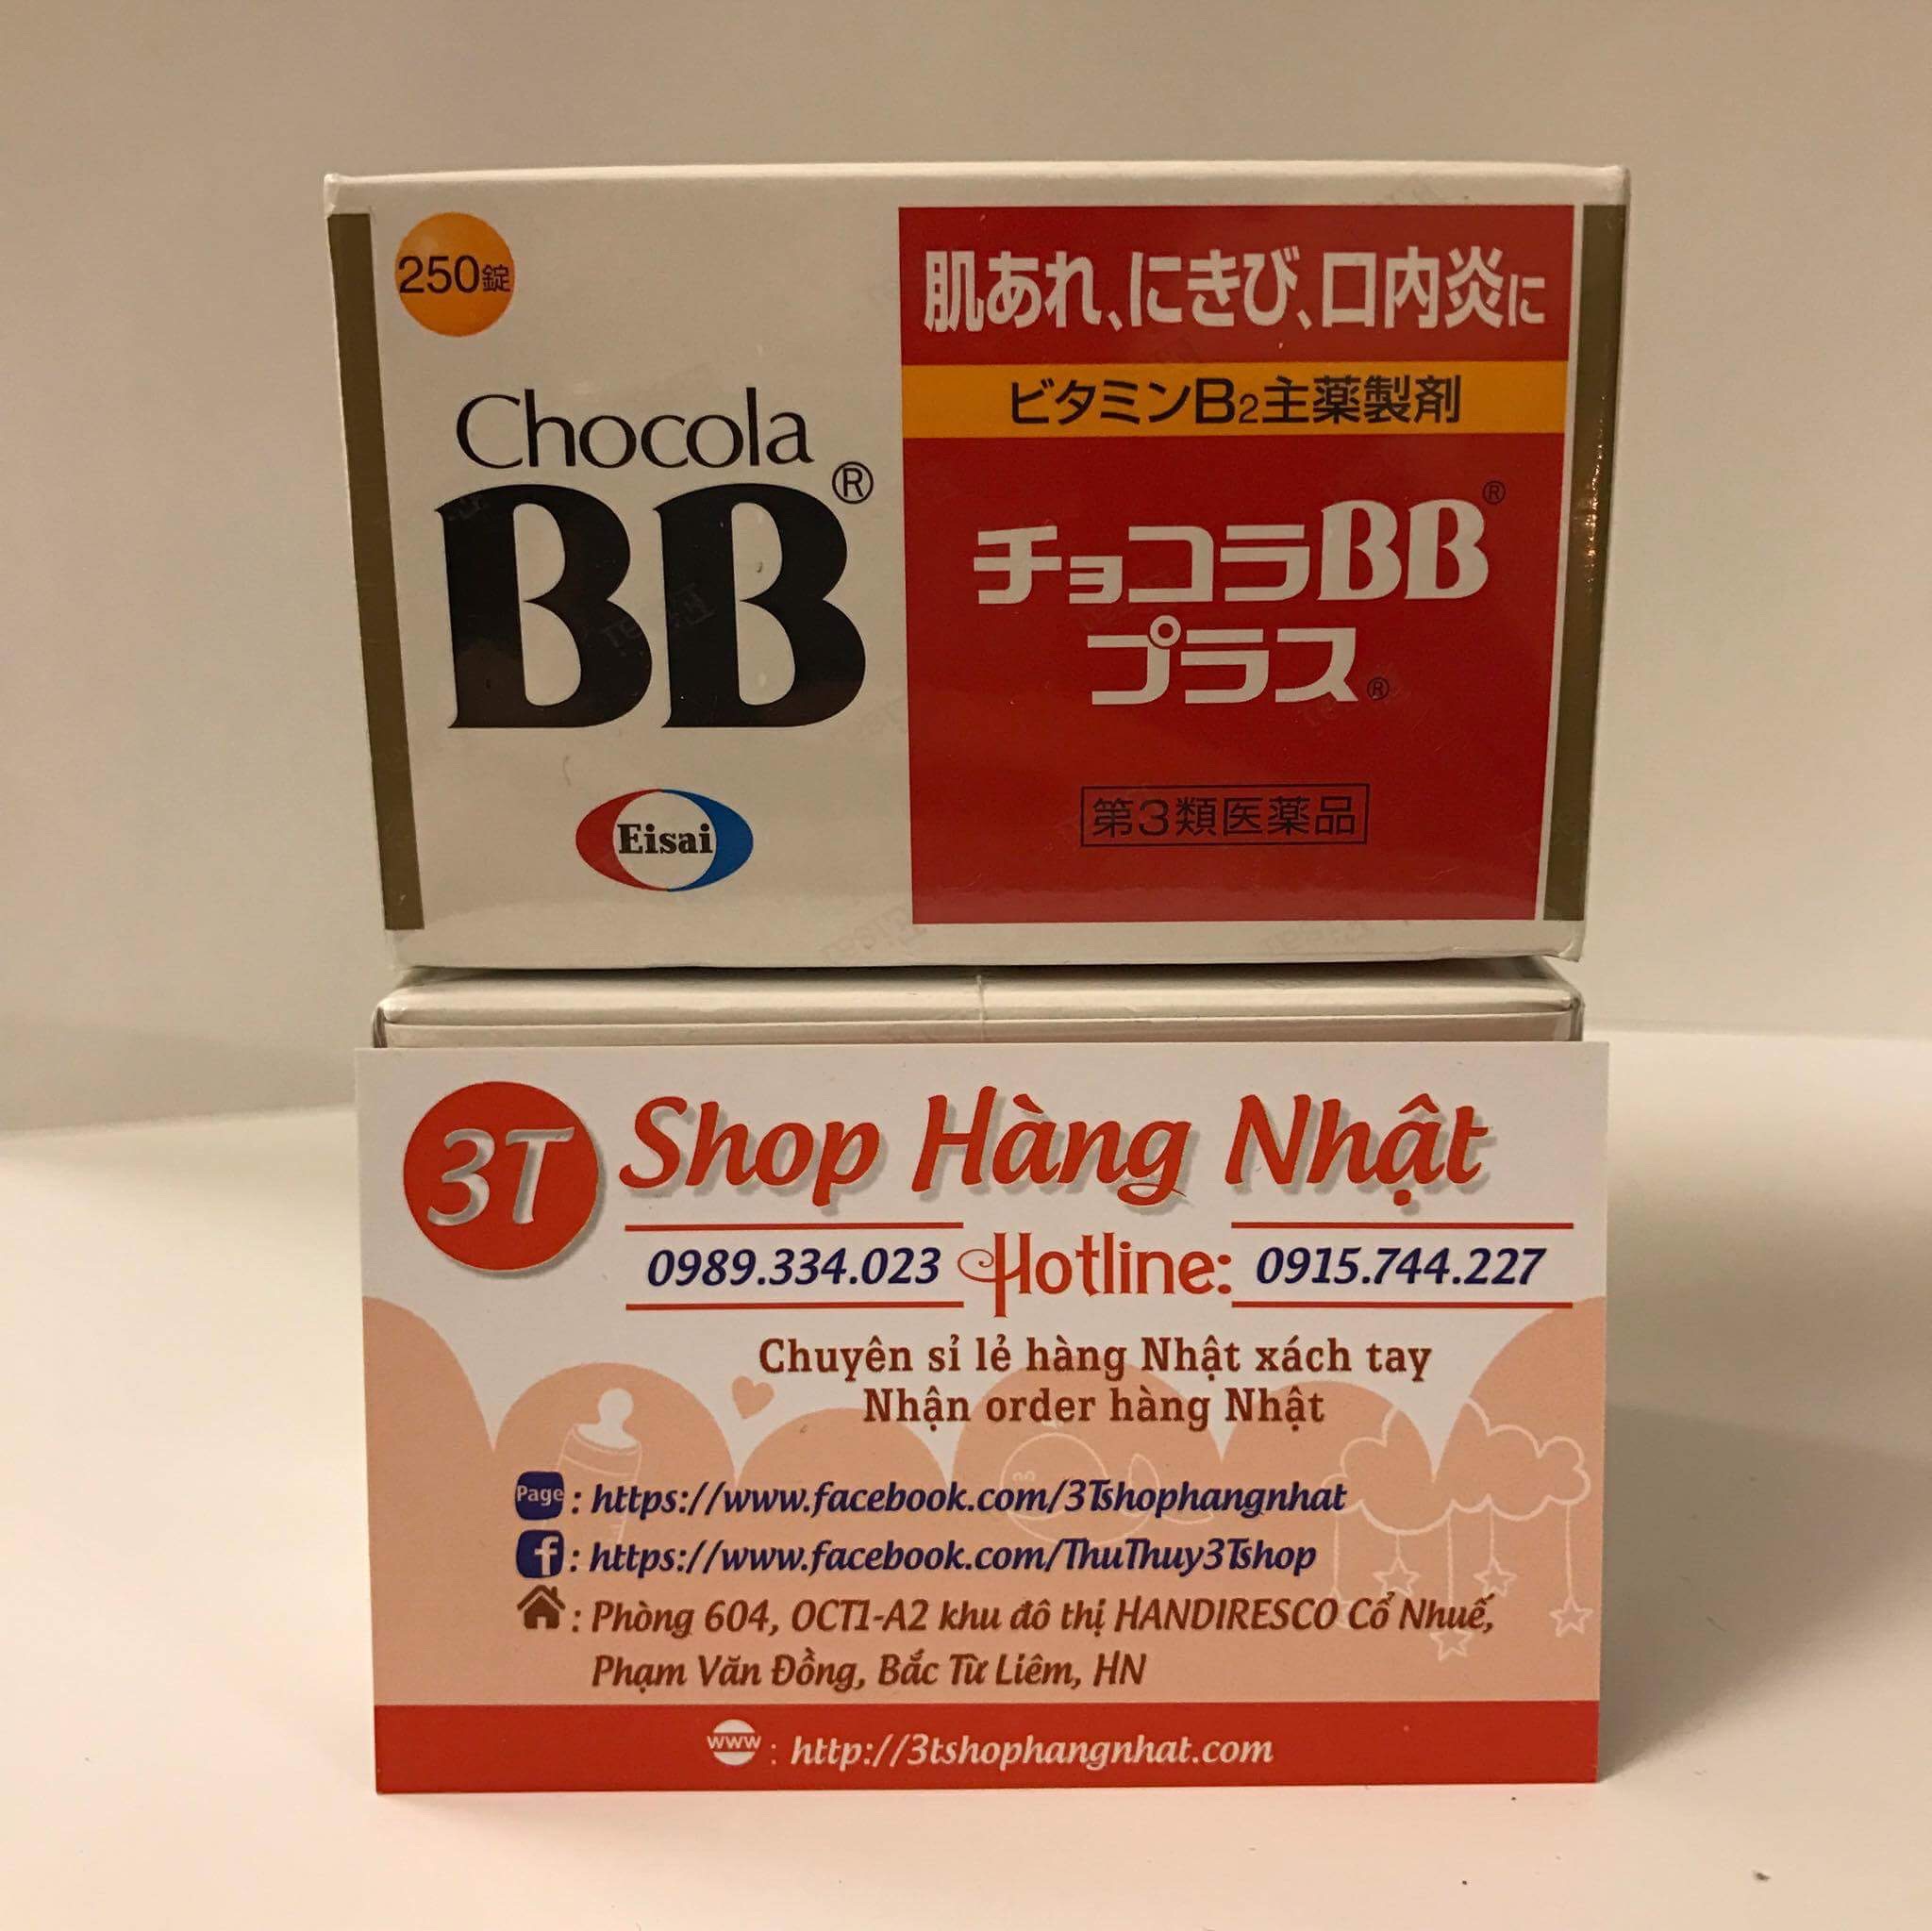 250錠
Chocola
BB®
Eisai
肌あれ、にきび、口内炎に
ビタミンB2主薬製剤
チョコラBB®
プラス®
第3類医薬品
3T Shop Hàng Nhật
0989.334.023 Hotline: 0915.744.227
Chuyên sỉ lẻ hàng Nhật xách tay
Nhận order hàng Nhật
Page : https://www.facebook.com/3Tshophangnhat
f : https://www.facebook.com/ThuThuy3Tshop
: Phòng 604, OCT1-A2 khu đô thị HANDIRESCO Cổ Nhuế,
Phạm Văn Đồng, Bắc Từ Liêm, HN
www : http://3tshophangnhat.com